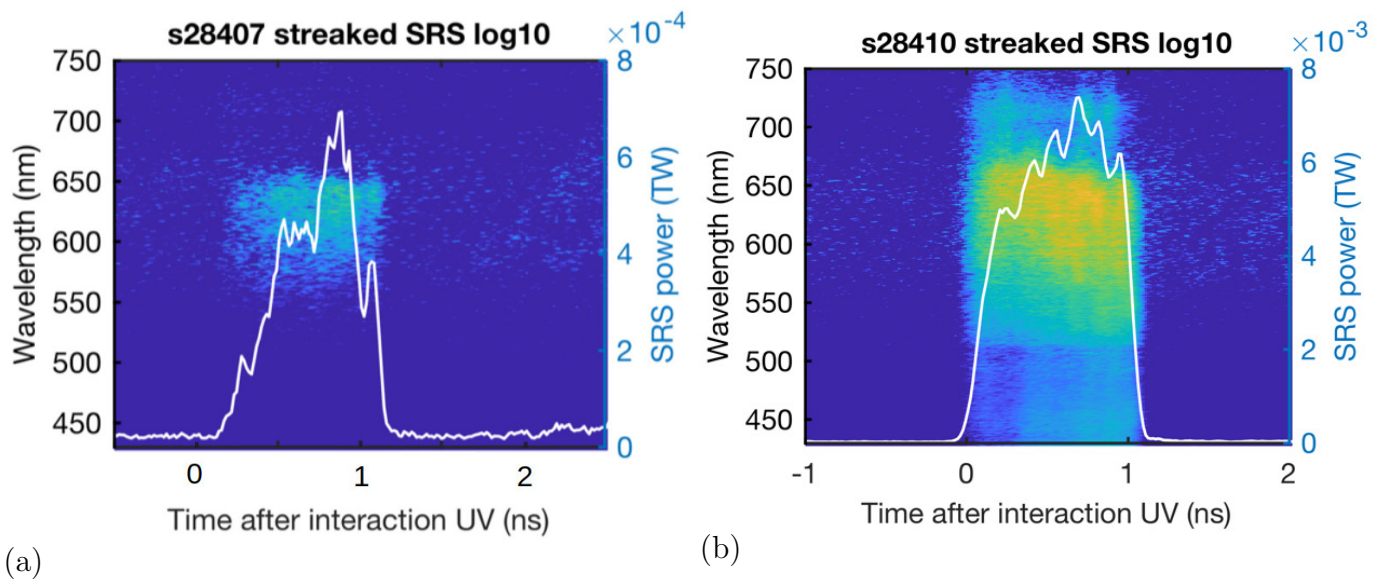 s28407 streaked SRS log10
×10⁻⁴
750
700
650
600
550
500
450
Wavelength (nm)
8
6
4
2
0
SRS power (TW)
0 1 2
Time after interaction UV (ns)
(a)
s28410 streaked SRS log10
×10⁻³
750
700
650
600
550
500
450
Wavelength (nm)
8
6
4
2
0
SRS power (TW)
-1 0 1 2
Time after interaction UV (ns)
(b)